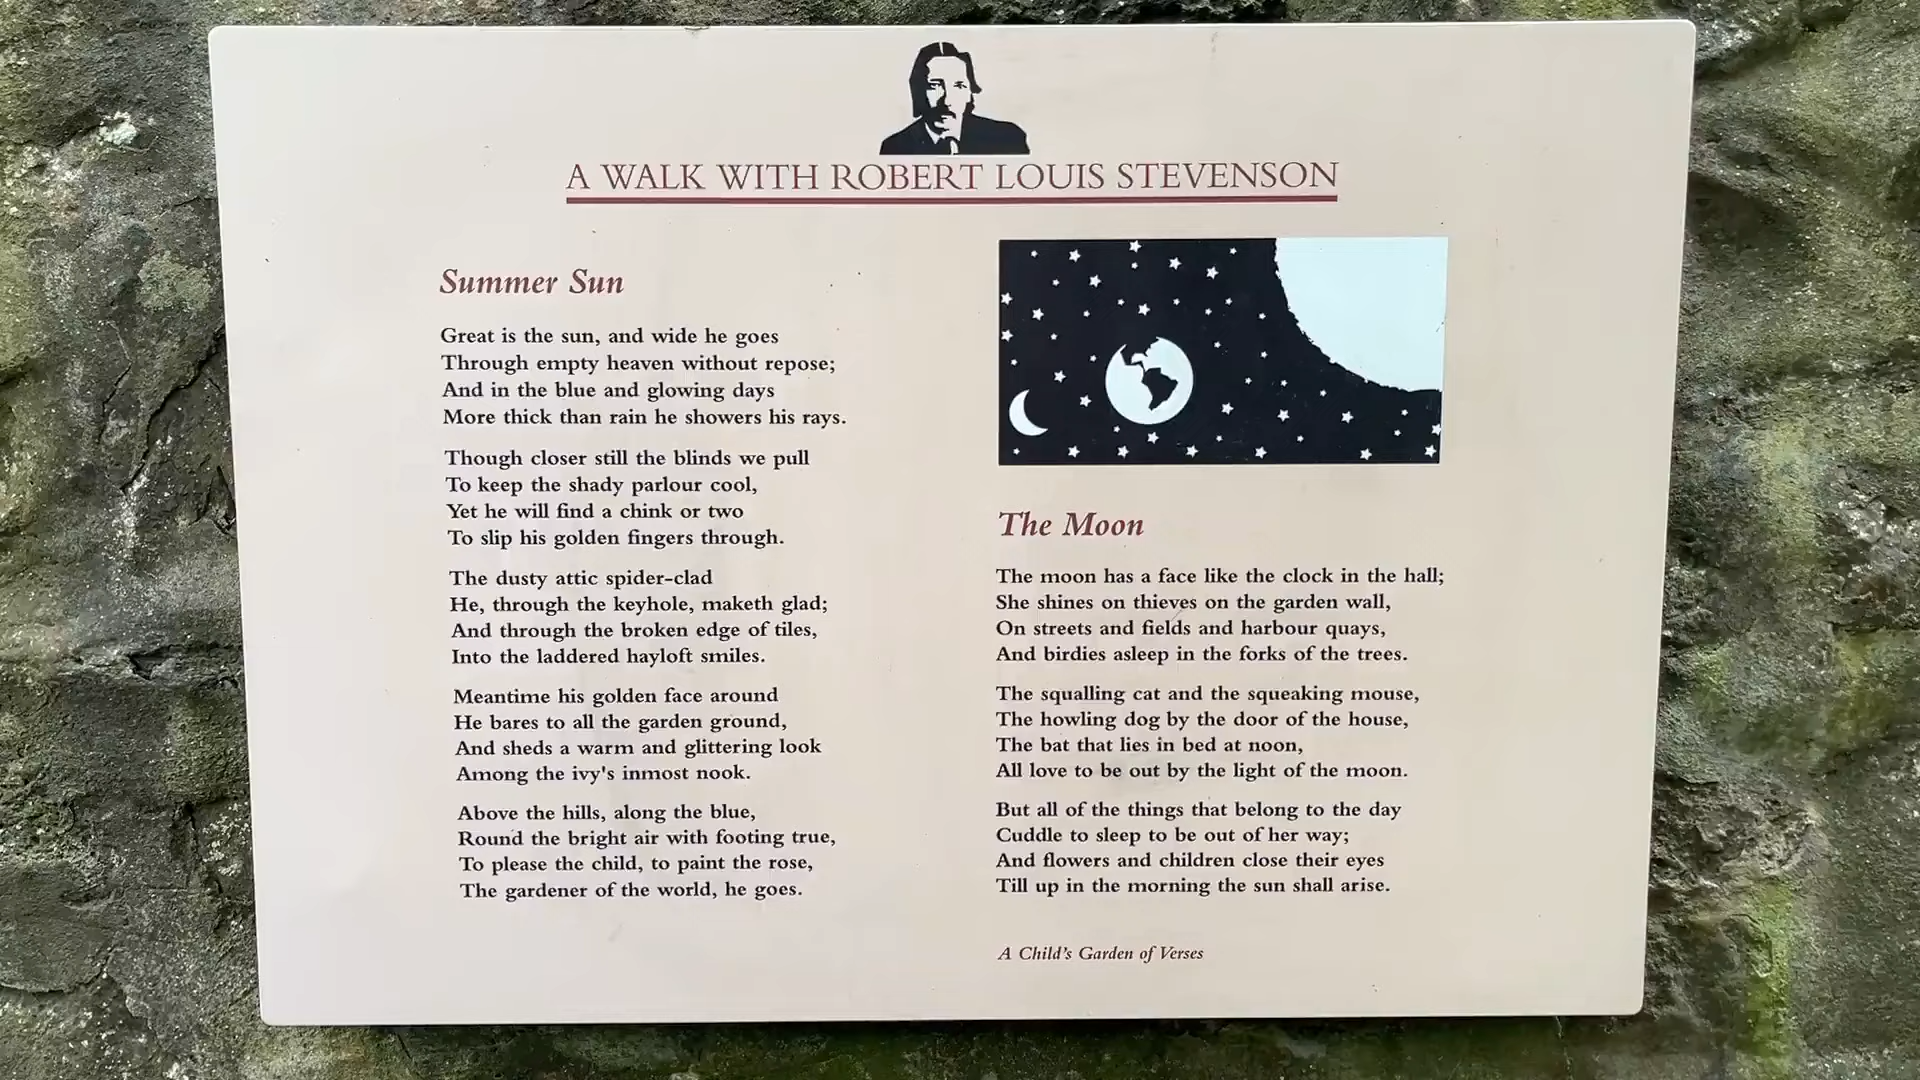 A WALK WITH ROBERT LOUIS STEVENSON
Summer Sun
Great is the sun, and wide he goes
Through empty heaven without repose;
And in the blue and glowing days
More thick than rain he showers his rays.
Though closer still the blinds we pull
To keep the shady parlour cool,
Yet he will find a chink or two
To slip his golden fingers through.
The dusty attic spider-clad
He, through the keyhole, maketh glad;
And through the broken edge of tiles,
Into the laddered hayloft smiles.
Meantime his golden face around
He bares to all the garden ground,
And sheds a warm and glittering look
Among the ivy's inmost nook.
Above the hills, along the blue,
Round the bright air with footing true,
To please the child, to paint the rose,
The gardener of the world, he goes.
The Moon
The moon has a face like the clock in the hall;
She shines on thieves on the garden wall,
On streets and fields and harbour quays,
And birdies asleep in the forks of the trees.
The squalling cat and the squeaking mouse,
The howling dog by the door of the house,
The bat that lies in bed at noon,
All love to be out by the light of the moon.
But all of the things that belong to the day
Cuddle to sleep to be out of her way;
And flowers and children close their eyes
Till up in the morning the sun shall arise.
A Child's Garden of Verses